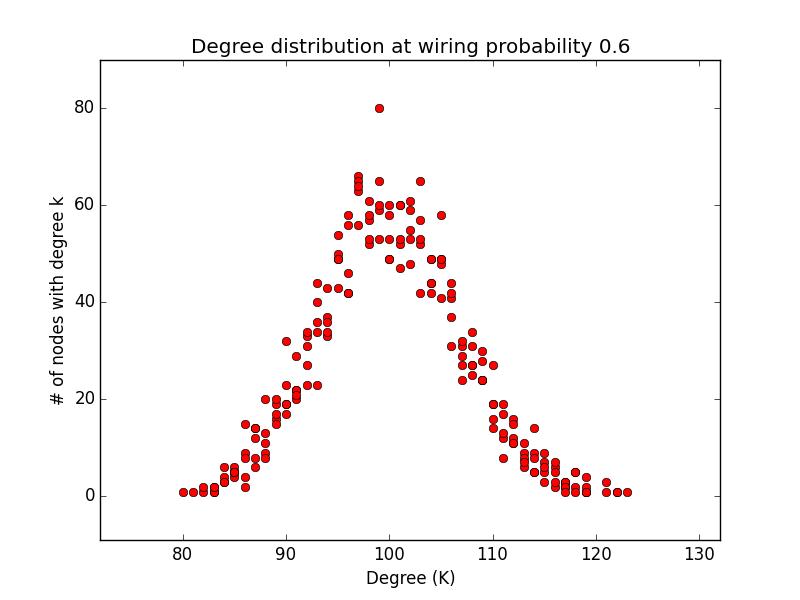 Degree distribution at wiring probability 0.6
# of nodes with degree k
80
60
40
20
0
80 90 100 110 120 130
Degree (K)